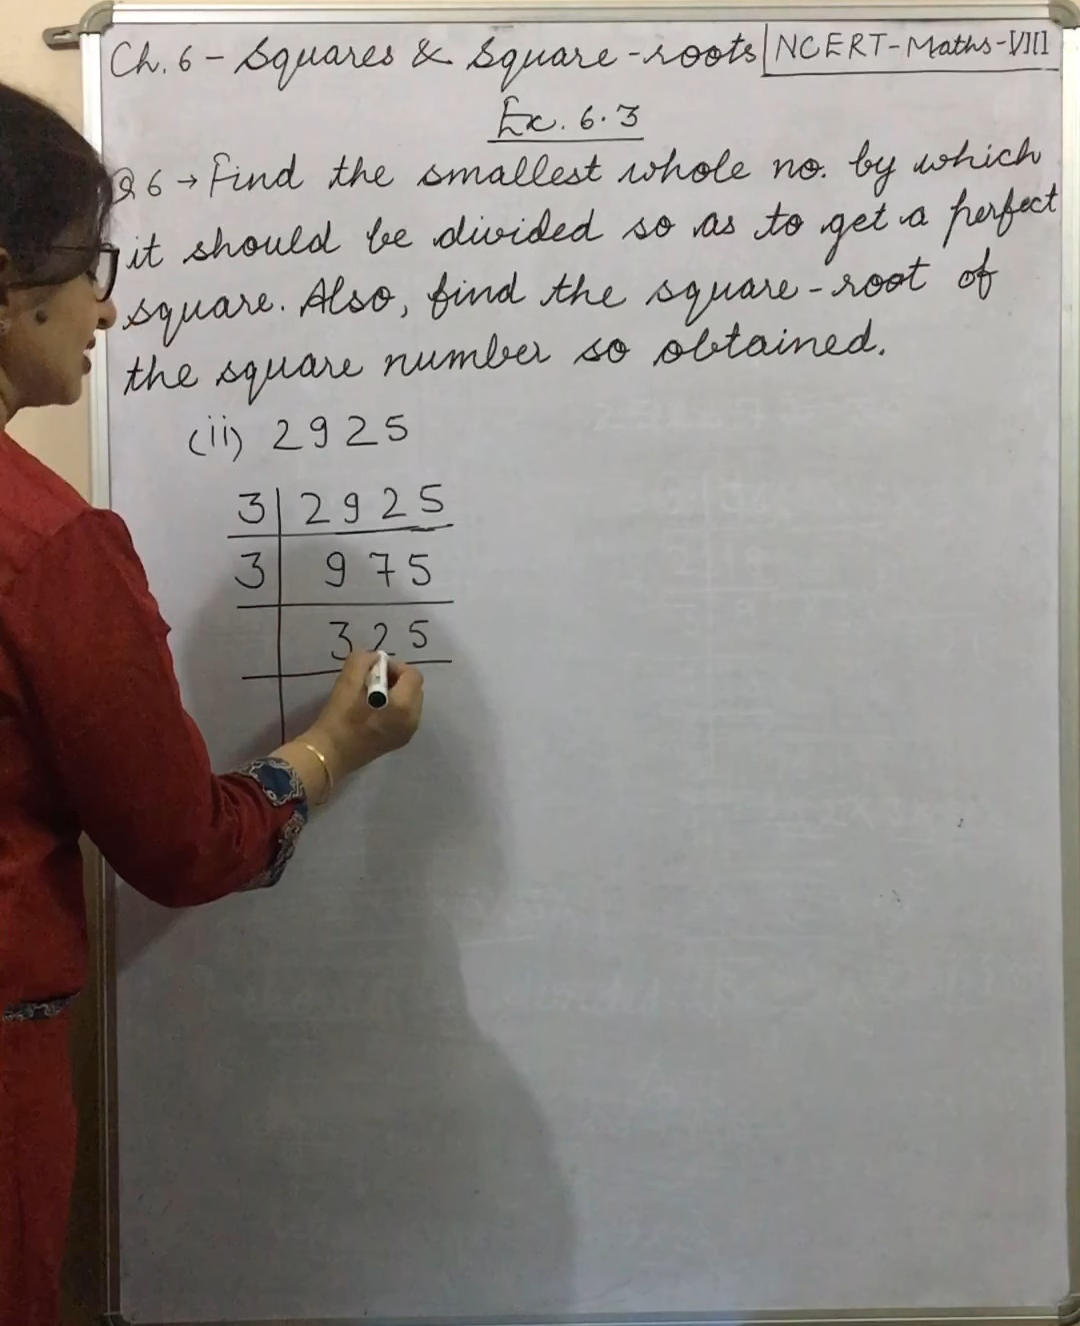 Ch. 6 - Squares & Square-roots | NCERT-Maths-VIII
Ex. 6.3
Q6 → Find the smallest whole no. by which
it should be divided so as to get a perfect
square. Also, find the square-root of
the square number so obtained.
(ii) 2925
3 | 2925
3 | 975
325